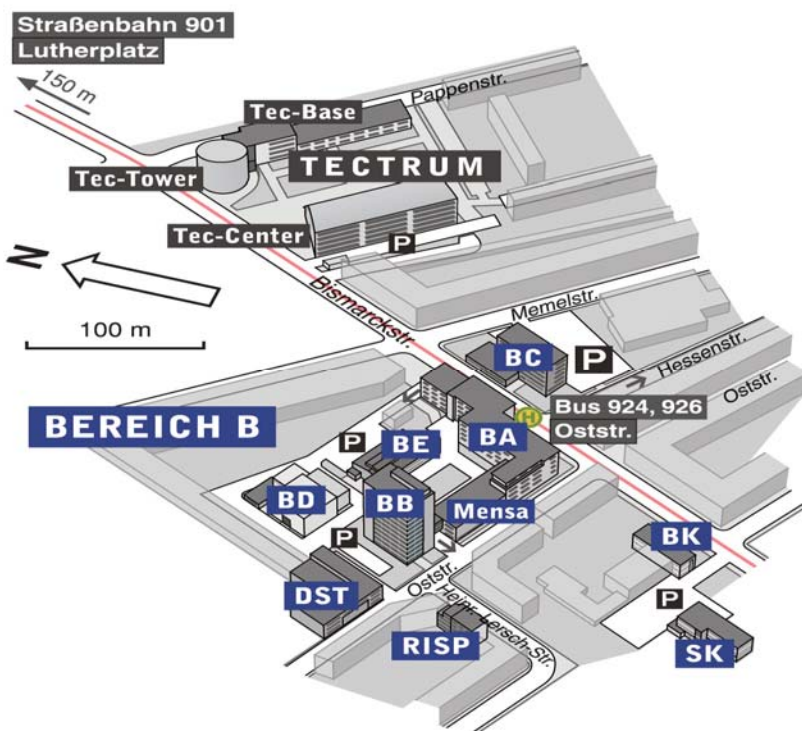 Straßenbahn 901
Lutherplatz
150 m
Pappenstr.
Tec-Base
TECTRUM
Tec-Tower
Tec-Center
P
N
100 m
Bismarckstr.
Memelstr.
BC
P
Hessenstr.
Oststr.
H
Bus 924, 926
Oststr.
BEREICH B
P
BE
BA
BD
BB
Mensa
P
BK
DST
Oststr.
Heinr. Lersch-Str.
P
RISP
SK